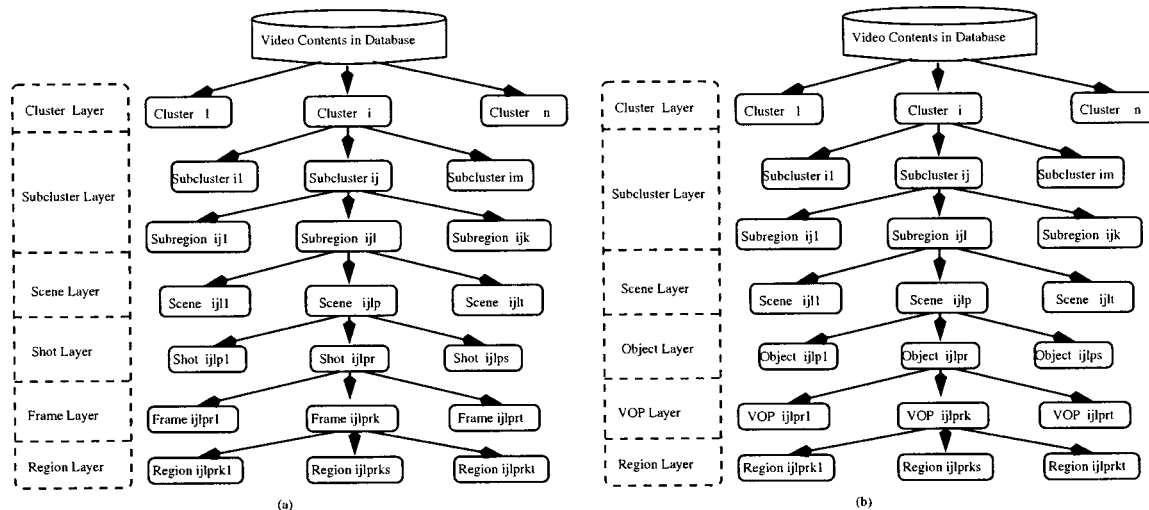 Video Contents in Database
Cluster Layer
Cluster 1
Cluster i
Cluster n
Subcluster Layer
Subcluster i1
Subcluster ij
Subcluster im
Subregion ij1
Subregion ijl
Subregion ijk
Scene Layer
Scene ijl1
Scene ijlp
Scene ijlt
Shot Layer
Shot ijlp1
Shot ijlpr
Shot ijlps
Frame Layer
Frame ijlpr1
Frame ijlprk
Frame ijlprt
Region Layer
Region ijlprk1
Region ijlprks
Region ijlprkt
(a)
Video Contents in Database
Cluster Layer
Cluster 1
Cluster i
Cluster n
Subcluster Layer
Subcluster i1
Subcluster ij
Subcluster im
Subregion ij1
Subregion ijl
Subregion ijk
Scene Layer
Scene ijl1
Scene ijlp
Scene ijlt
Object Layer
Object ijlp1
Object ijlpr
Object ijlps
VOP Layer
VOP ijlpr1
VOP ijlprk
VOP ijlprt
Region Layer
Region ijlprk1
Region ijlprks
Region ijlprkt
(b)